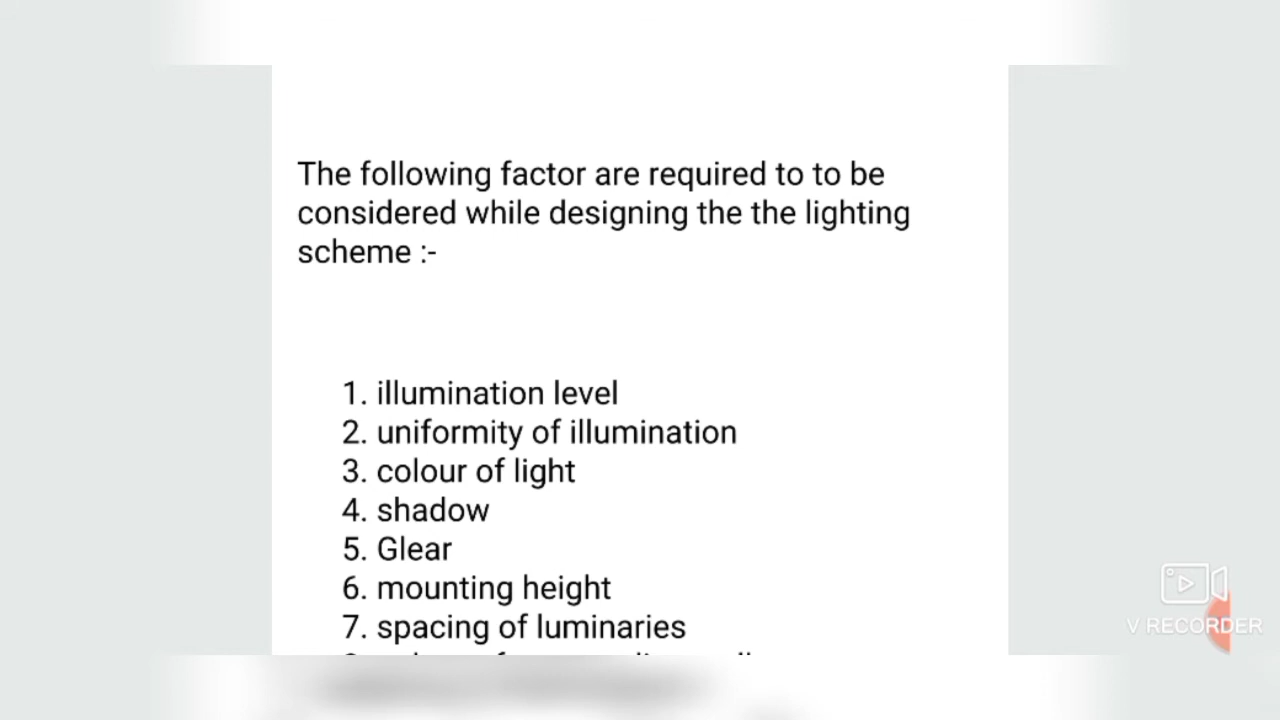 The following factor are required to to be
considered while designing the the lighting
scheme :-
1. illumination level
2. uniformity of illumination
3. colour of light
4. shadow
5. Glear
6. mounting height
7. spacing of luminaries
V RECORDER